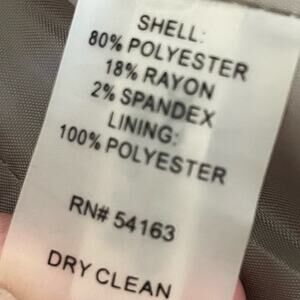 SHELL:
80% POLYESTER
18% RAYON
2% SPANDEX
LINING:
100% POLYESTER
RN# 54163
DRY CLEAN